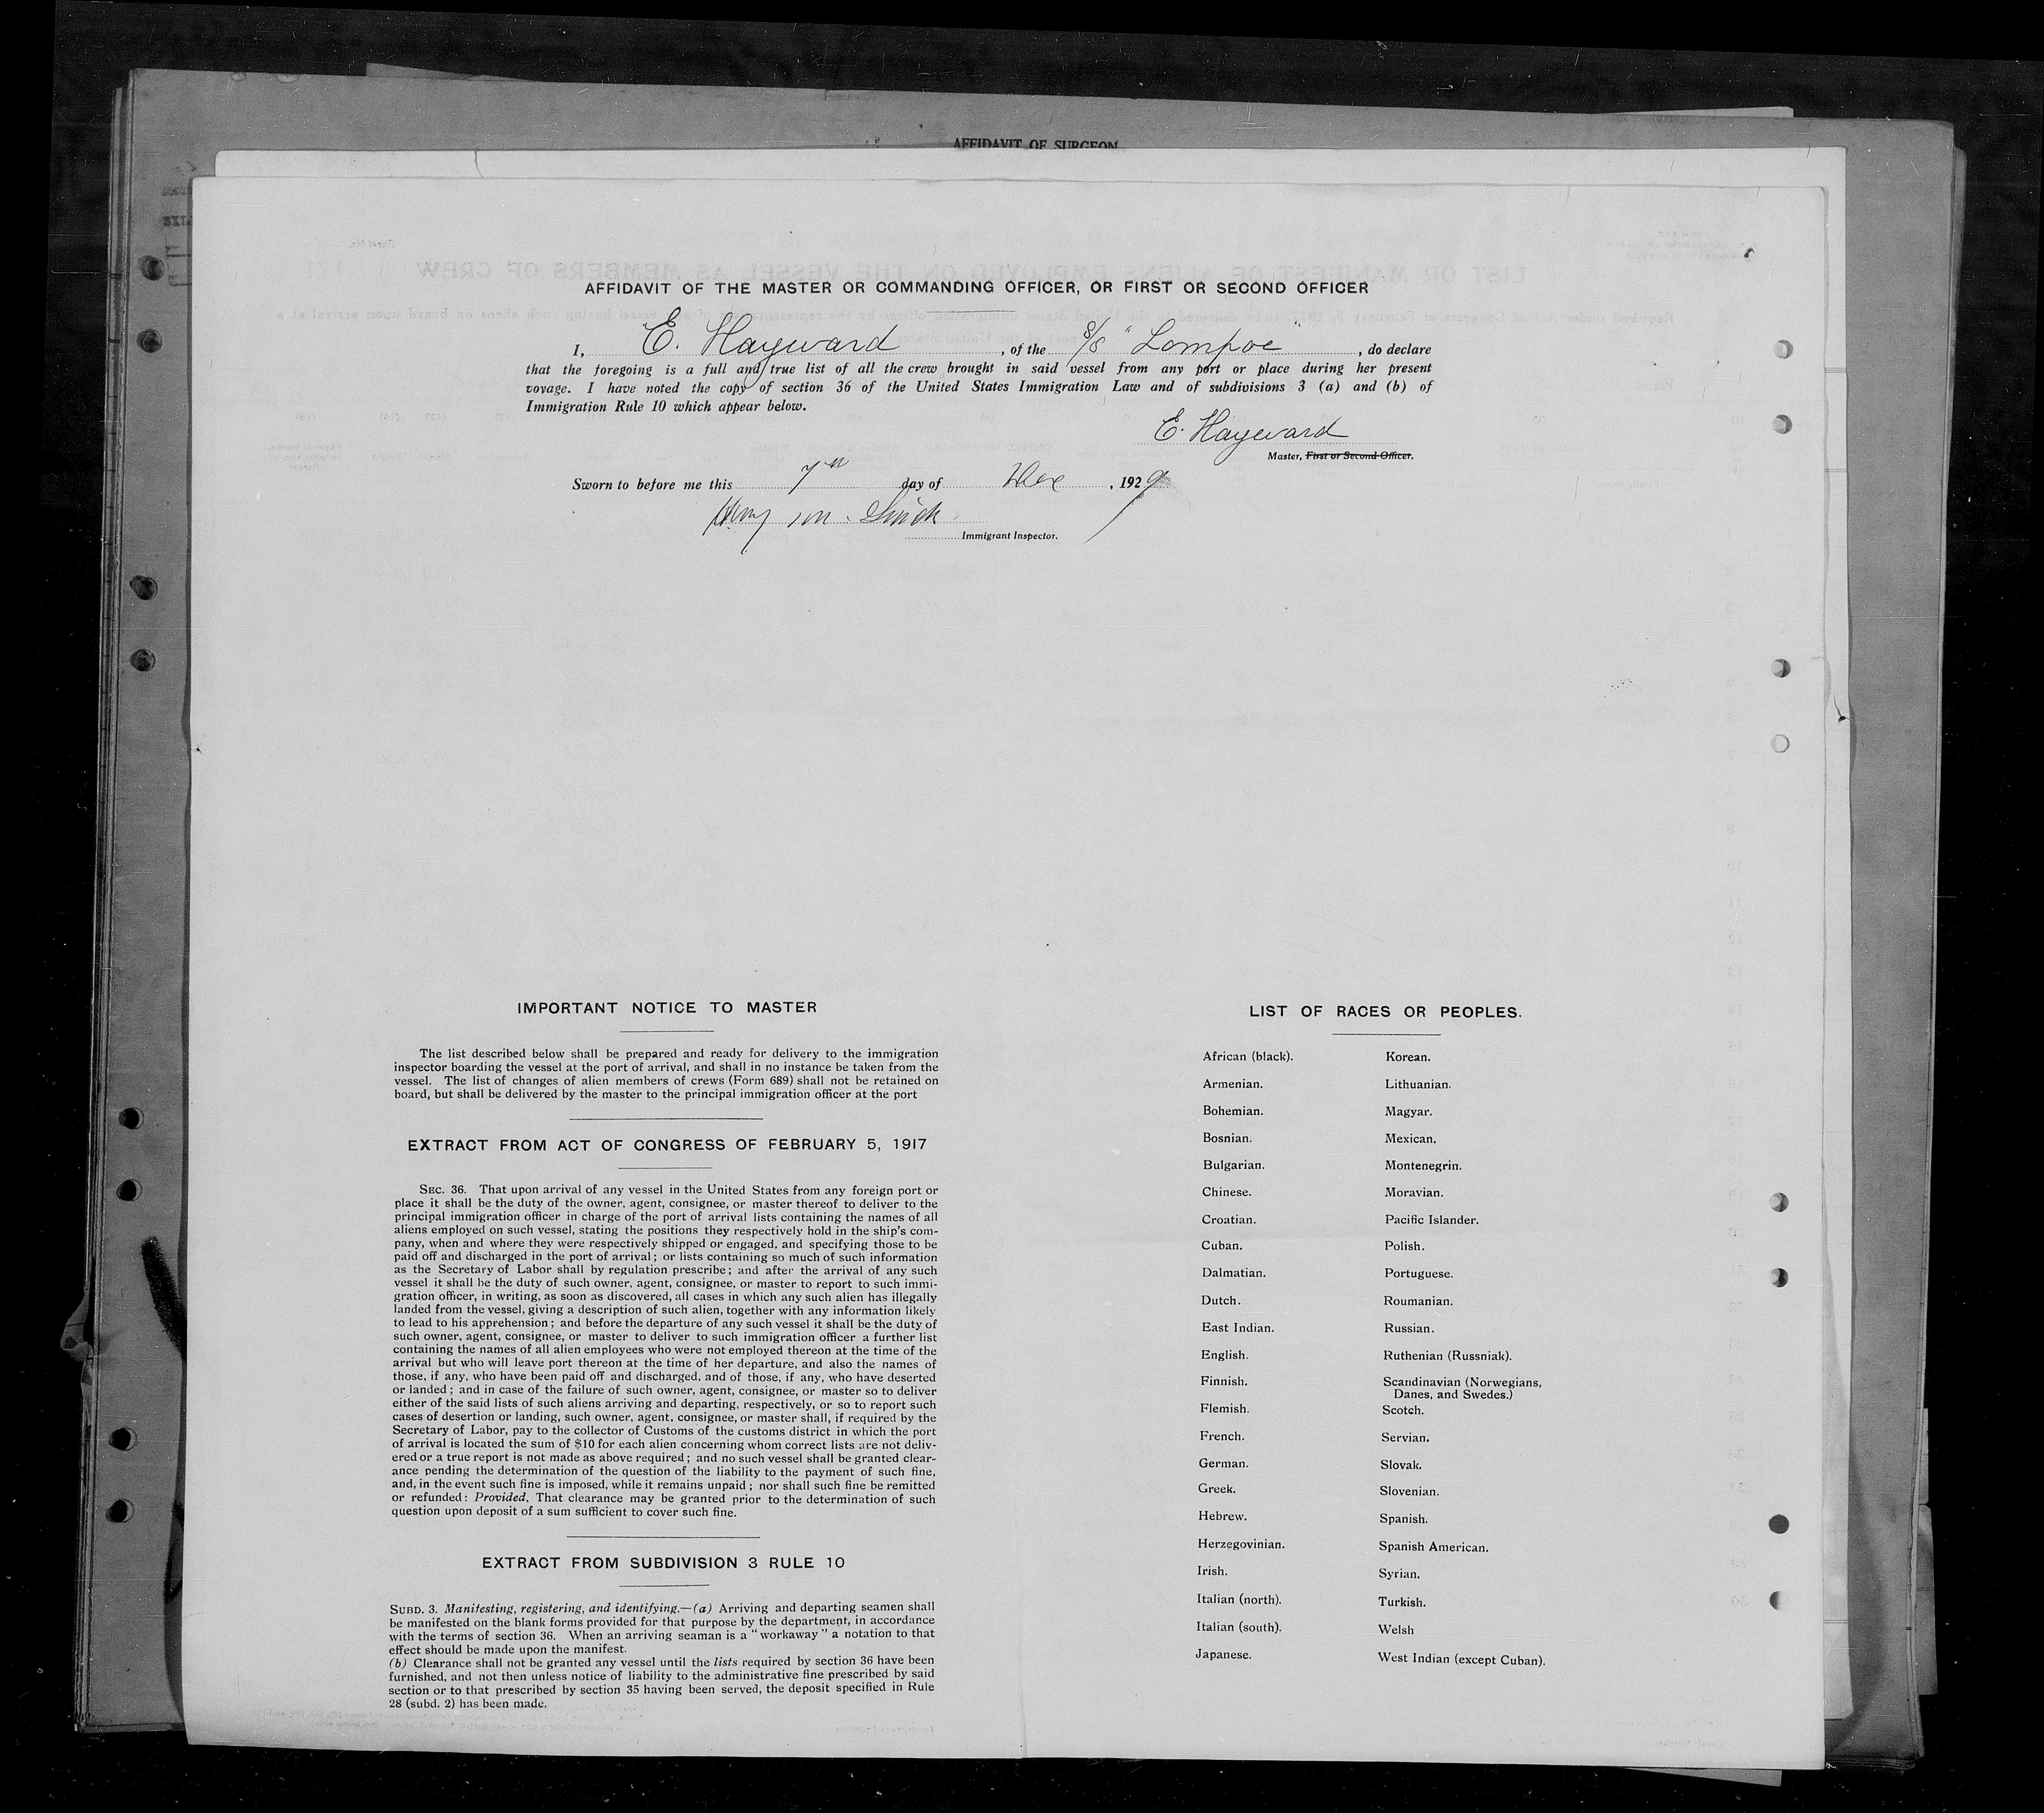 AFFIDAVIT OF SURGEON
AFFIDAVIT OF THE MASTER OR COMMANDING OFFICER, OR FIRST OR SECOND OFFICER
I, E. Hayward, of the S/S "Lompoc", do declare
that the foregoing is a full and true list of all the crew brought in said vessel from any port or place during her present
voyage. I have noted the copy of section 36 of the United States Immigration Law and of subdivisions 3 (a) and (b) of
Immigration Rule 10 which appear below.
E. Hayward
Master, First or Second Officer.
Sworn to before me this 7th day of Dec, 1929
Immigrant Inspector.
IMPORTANT NOTICE TO MASTER
The list described below shall be prepared and ready for delivery to the immigration
inspector boarding the vessel at the port of arrival, and shall in no instance be taken from the
vessel. The list of changes of alien members of crews (Form 689) shall not be retained on
board, but shall be delivered by the master to the principal immigration officer at the port
EXTRACT FROM ACT OF CONGRESS OF FEBRUARY 5, 1917
SEC. 36. That upon arrival of any vessel in the United States from any foreign port or
place it shall be the duty of the owner, agent, consignee, or master thereof to deliver to the
principal immigration officer in charge of the port of arrival lists containing the names of all
aliens employed on such vessel, stating the positions they respectively hold in the ship's com-
pany, when and where they were respectively shipped or engaged, and specifying those to be
paid off and discharged in the port of arrival; or lists containing so much of such information
as the Secretary of Labor shall by regulation prescribe; and after the arrival of any such
vessel it shall be the duty of such owner, agent, consignee, or master to report to such immi-
gration officer, in writing, as soon as discovered, all cases in which any such alien has illegally
landed from the vessel, giving a description of such alien, together with any information likely
to lead to his apprehension; and before the departure of any such vessel it shall be the duty of
such owner, agent, consignee, or master to deliver to such immigration officer a further list
containing the names of all alien employees who were not employed thereon at the time of the
arrival but who will leave port thereon at the time of her departure, and also the names of
those, if any, who have been paid off and discharged, and of those, if any, who have deserted
or landed; and in case of the failure of such owner, agent, consignee, or master so to deliver
either of the said lists of such aliens arriving and departing, respectively, or so to report such
cases of desertion or landing, such owner, agent, consignee, or master shall, if required by the
Secretary of Labor, pay to the collector of Customs of the customs district in which the port
of arrival is located the sum of $10 for each alien concerning whom correct lists are not deliv-
ered or a true report is not made as above required; and no such vessel shall be granted clear-
ance pending the determination of the question of the liability to the payment of such fine,
and, in the event such fine is imposed, while it remains unpaid; nor shall such fine be remitted
or refunded: Provided, That clearance may be granted prior to the determination of such
question upon deposit of a sum sufficient to cover such fine.
EXTRACT FROM SUBDIVISION 3 RULE 10
SUBD. 3. Manifesting, registering, and identifying.—(a) Arriving and departing seamen shall
be manifested on the blank forms provided for that purpose by the department, in accordance
with the terms of section 36. When an arriving seaman is a "workaway" a notation to that
effect should be made upon the manifest.
(b) Clearance shall not be granted any vessel until the lists required by section 36 have been
furnished, and not then unless notice of liability to the administrative fine prescribed by said
section or to that prescribed by section 35 having been served, the deposit specified in Rule
28 (subd. 2) has been made.
LIST OF RACES OR PEOPLES.
African (black).
Armenian.
Bohemian.
Bosnian.
Bulgarian.
Chinese.
Croatian.
Cuban.
Dalmatian.
Dutch.
East Indian.
English.
Finnish.
Flemish.
French.
German.
Greek.
Hebrew.
Herzegovinian.
Irish.
Italian (north).
Italian (south).
Japanese.
Korean.
Lithuanian.
Magyar.
Mexican.
Montenegrin.
Moravian.
Pacific Islander.
Polish.
Portuguese.
Roumanian.
Russian.
Ruthenian (Russniak).
Scandinavian (Norwegians,
Danes, and Swedes.)
Scotch.
Servian.
Slovak.
Slovenian.
Spanish.
Spanish American.
Syrian.
Turkish.
Welsh
West Indian (except Cuban).